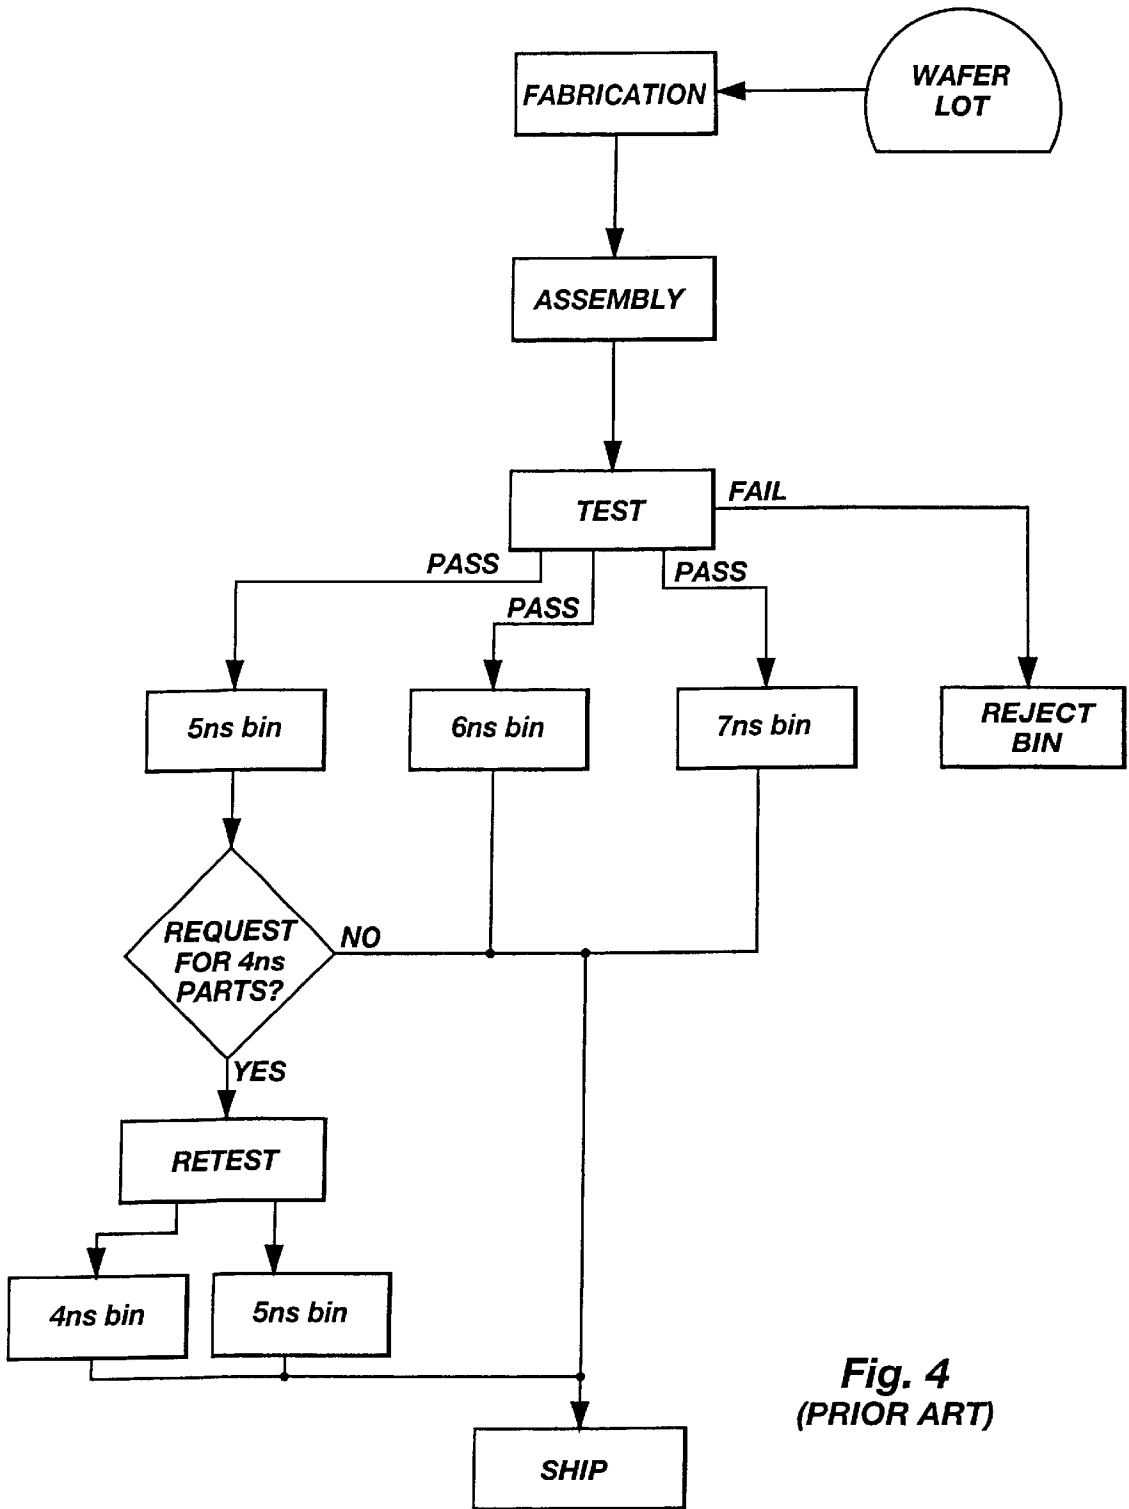 WAFER
LOT
FABRICATION
ASSEMBLY
TEST
FAIL
PASS
PASS
PASS
5ns bin
6ns bin
7ns bin
REJECT
BIN
REQUEST
FOR 4ns
PARTS?
NO
YES
RETEST
4ns bin
5ns bin
Fig. 4
(PRIOR ART)
SHIP